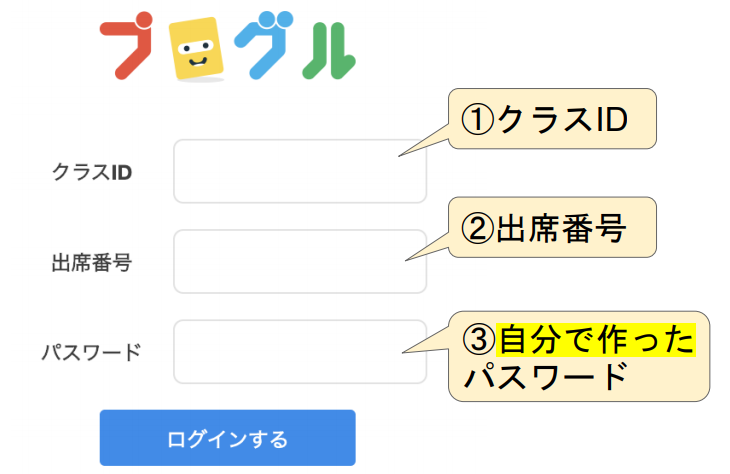 プログル
クラスID
①クラスID
出席番号
②出席番号
パスワード
③自分で作った
パスワード
ログインする